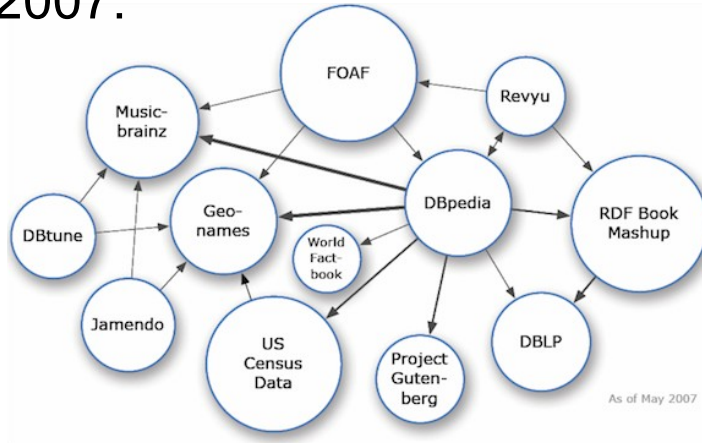 2007.
FOAF
Revyu
Music-
brainz
DBpedia
Geo-
names
RDF Book
Mashup
DBtune
World
Fact-
book
Jamendo
US
Census
Data
Project
Guten-
berg
DBLP
As of May 2007